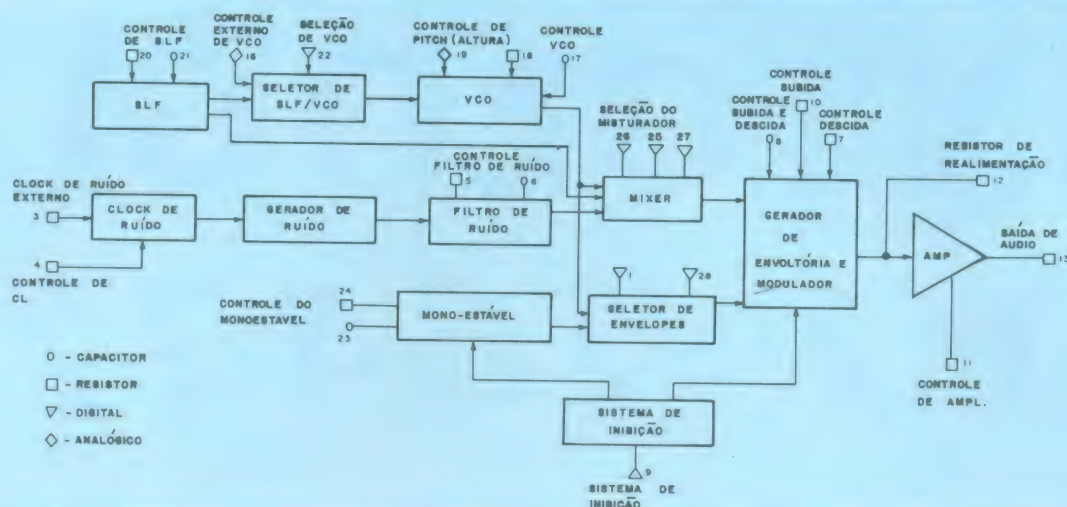 CONTROLE
DE SLF
20
21
CONTROLE
EXTERNO
DE VCO
16
SELEÇÃO
DE VCO
22
CONTROLE DE
PITCH (ALTURA)
19
18
CONTROLE
VCO
17
SLF
SELETOR DE
SLF/VCO
VCO
SELEÇÃO DO
MISTURADOR
26 25 27
CONTROLE
SUBIDA
10
CONTROLE
SUBIDA E
DESCIDA
8
CONTROLE
DESCIDA
7
RESISTOR DE
REALIMENTAÇÃO
12
CLOCK DE RUÍDO
EXTERNO
3
CLOCK DE
RUÍDO
GERADOR DE
RUÍDO
CONTROLE
FILTRO DE RUÍDO
5
6
FILTRO DE
RUÍDO
MIXER
GERADOR
DE
ENVOLTÓRIA E
MODULADOR
AMP
SAÍDA DE
AUDIO
13
4
CONTROLE DE
CL
CONTROLE DO
MONOESTAVEL
24
23
MONO-ESTÁVEL
1
28
SELETOR DE
ENVELOPES
11
CONTROLE
DE AMPL.
O - CAPACITOR
- RESISTOR
- DIGITAL
- ANALÓGICO
SISTEMA DE
INIBIÇÃO
9
SISTEMA DE
INIBIÇÃO